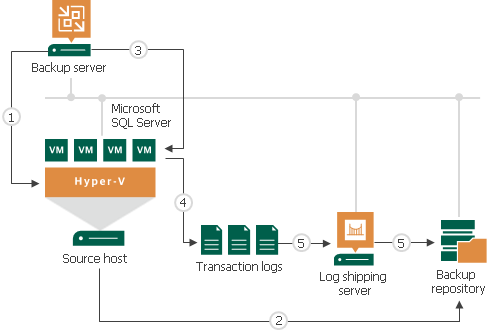 Backup server
3
1
Microsoft
SQL Server
VM VM VM VM
Hyper-V
4
Source host
Transaction logs
5
5
Log shipping
server
Backup
repository
2